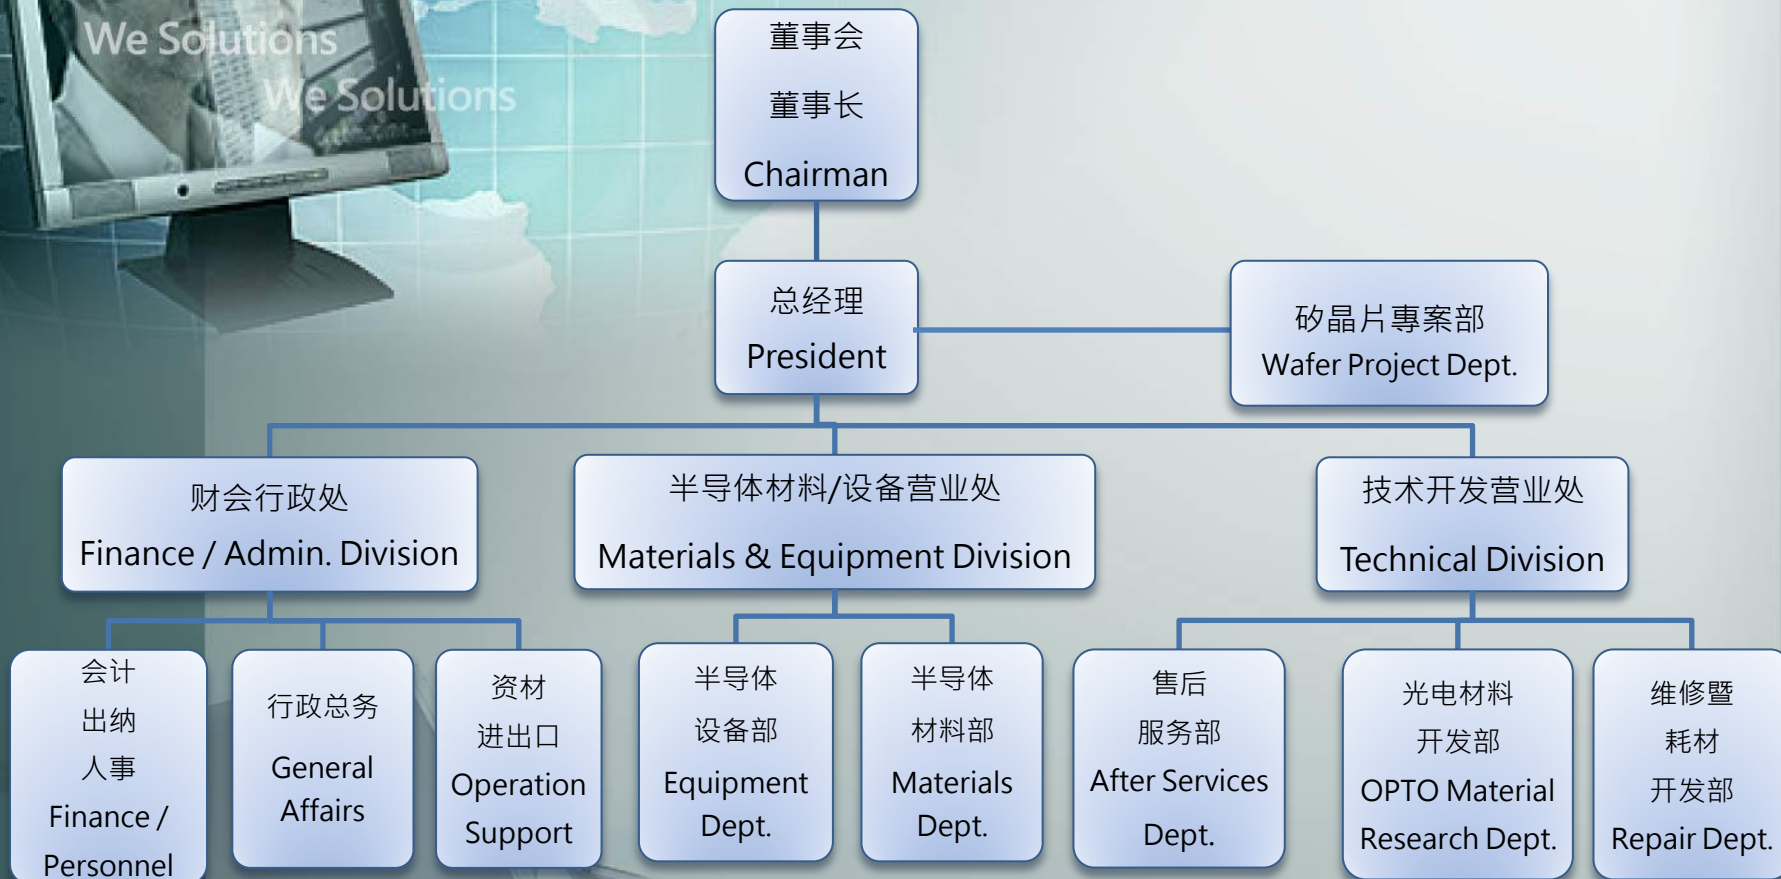 We Solutions
We Solutions
董事会
董事长
Chairman
总经理
President
矽晶片專案部
Wafer Project Dept.
财会行政处
Finance / Admin. Division
半导体材料/设备营业处
Materials & Equipment Division
技术开发营业处
Technical Division
会计
出纳
人事
Finance /
Personnel
行政总务
General
Affairs
资材
进出口
Operation
Support
半导体
设备部
Equipment
Dept.
半导体
材料部
Materials
Dept.
售后
服务部
After Services
Dept.
光电材料
开发部
OPTO Material
Research Dept.
维修暨
耗材
开发部
Repair Dept.